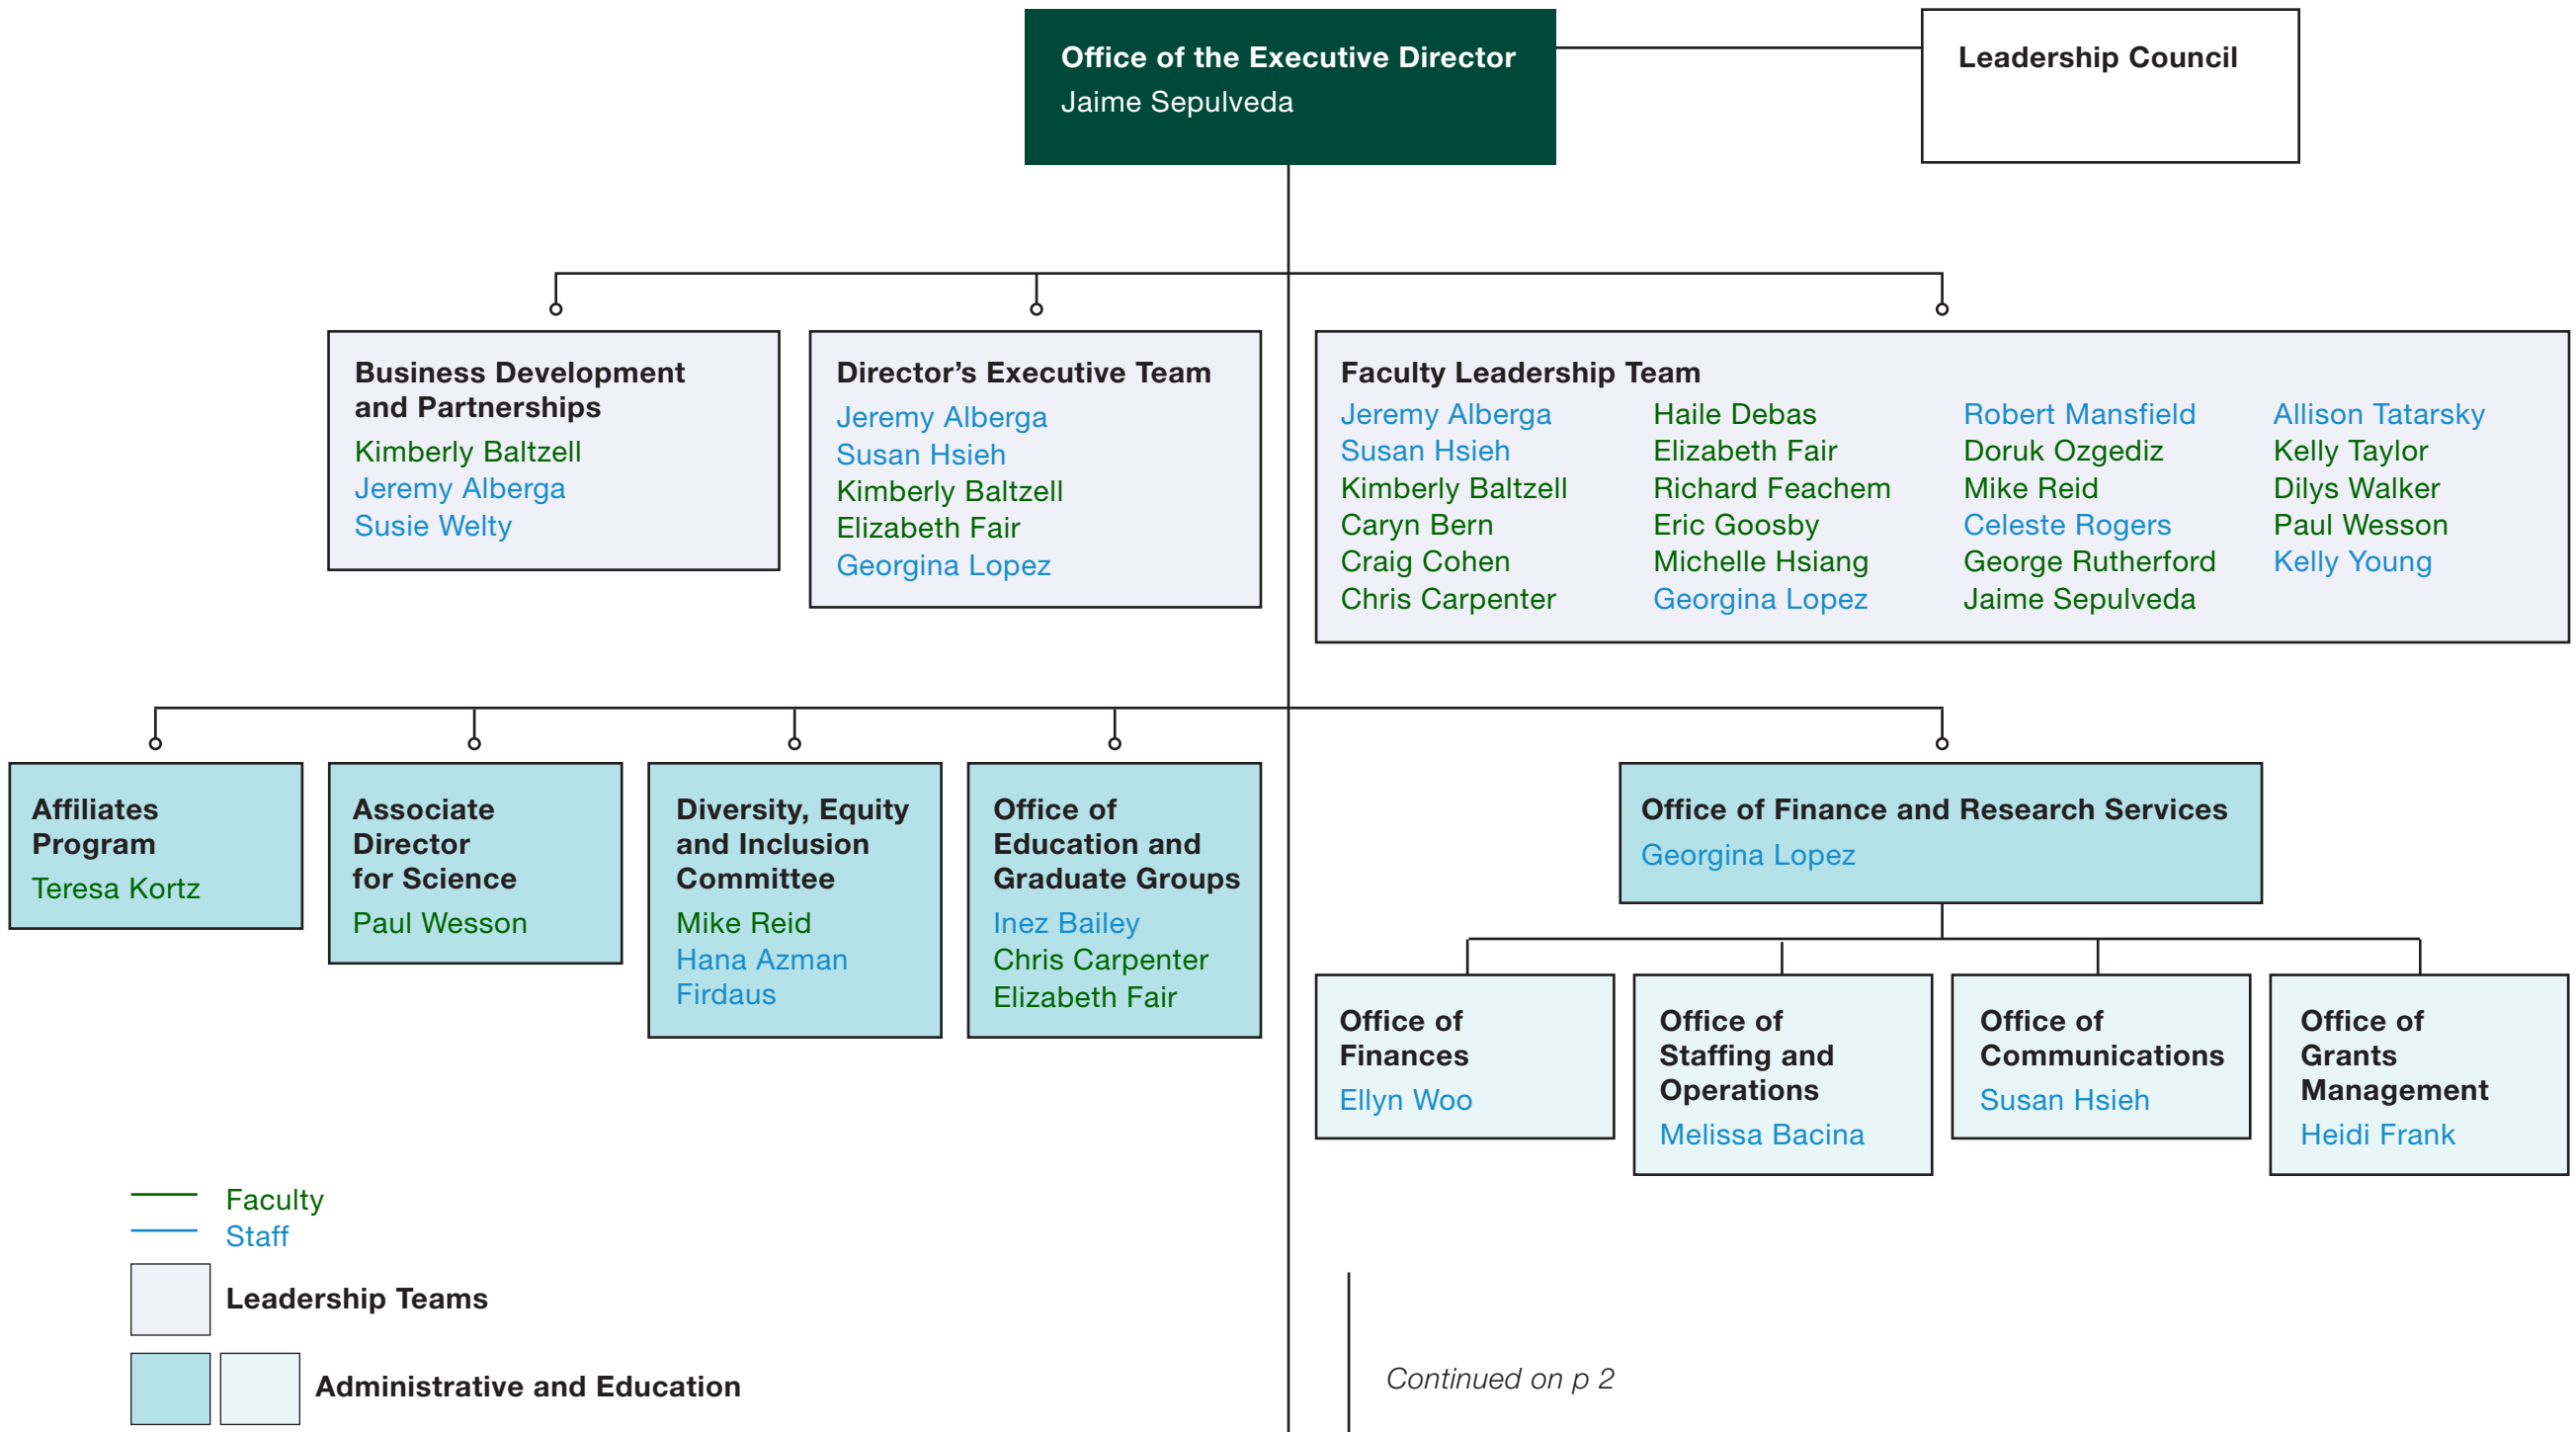 Office of the Executive Director
Jaime Sepulveda
Leadership Council
Business Development
and Partnerships
Kimberly Baltzell
Jeremy Alberga
Susie Welty
Director's Executive Team
Jeremy Alberga
Susan Hsieh
Kimberly Baltzell
Elizabeth Fair
Georgina Lopez
Faculty Leadership Team
Jeremy Alberga
Susan Hsieh
Kimberly Baltzell
Caryn Bern
Craig Cohen
Chris Carpenter
Haile Debas
Elizabeth Fair
Richard Feachem
Eric Goosby
Michelle Hsiang
Georgina Lopez
Robert Mansfield
Doruk Ozgediz
Mike Reid
Celeste Rogers
George Rutherford
Jaime Sepulveda
Allison Tatarsky
Kelly Taylor
Dilys Walker
Paul Wesson
Kelly Young
Affiliates
Program
Teresa Kortz
Associate
Director
for Science
Paul Wesson
Diversity, Equity
and Inclusion
Committee
Mike Reid
Hana Azman
Firdaus
Office of
Education and
Graduate Groups
Inez Bailey
Chris Carpenter
Elizabeth Fair
Office of Finance and Research Services
Georgina Lopez
Office of
Finances
Ellyn Woo
Office of
Staffing and
Operations
Melissa Bacina
Office of
Communications
Susan Hsieh
Office of
Grants
Management
Heidi Frank
Faculty
Staff
Leadership Teams
Administrative and Education
Continued on p 2